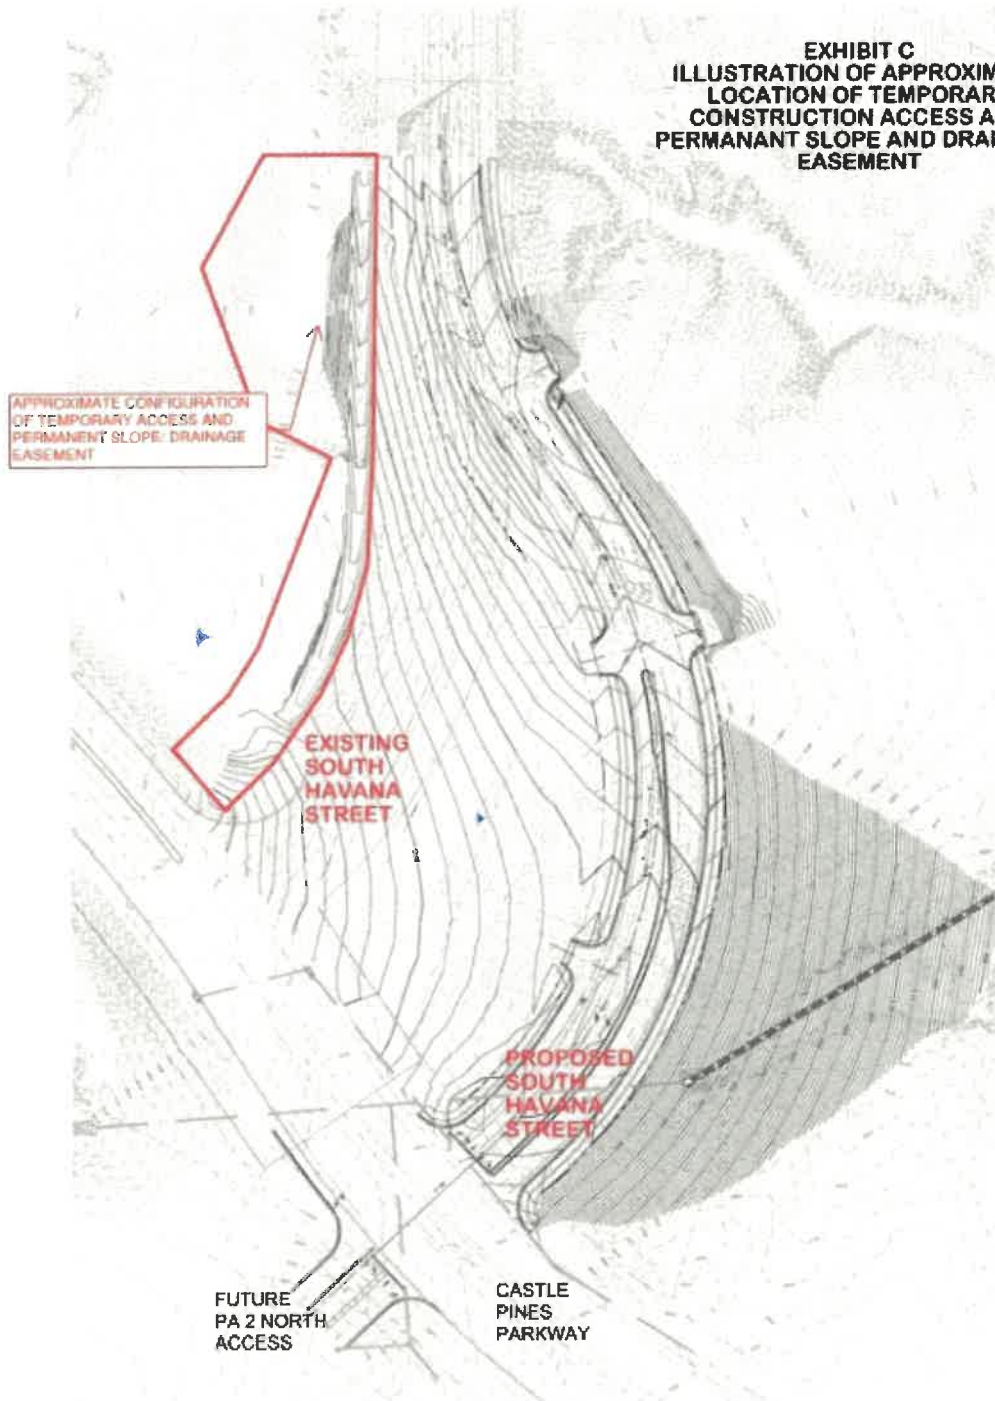 EXHIBIT C
ILLUSTRATION OF APPROXIM
LOCATION OF TEMPORAR
CONSTRUCTION ACCESS A
PERMANANT SLOPE AND DRAI
EASEMENT
APPROXIMATE CONFIGURATION
OF TEMPORARY ACCESS AND
PERMANENT SLOPE/ DRAINAGE
EASEMENT
EXISTING
SOUTH
HAVANA
STREET
PROPOSED
SOUTH
HAVANA
STREET
FUTURE
PA 2 NORTH
ACCESS
CASTLE
PINES
PARKWAY